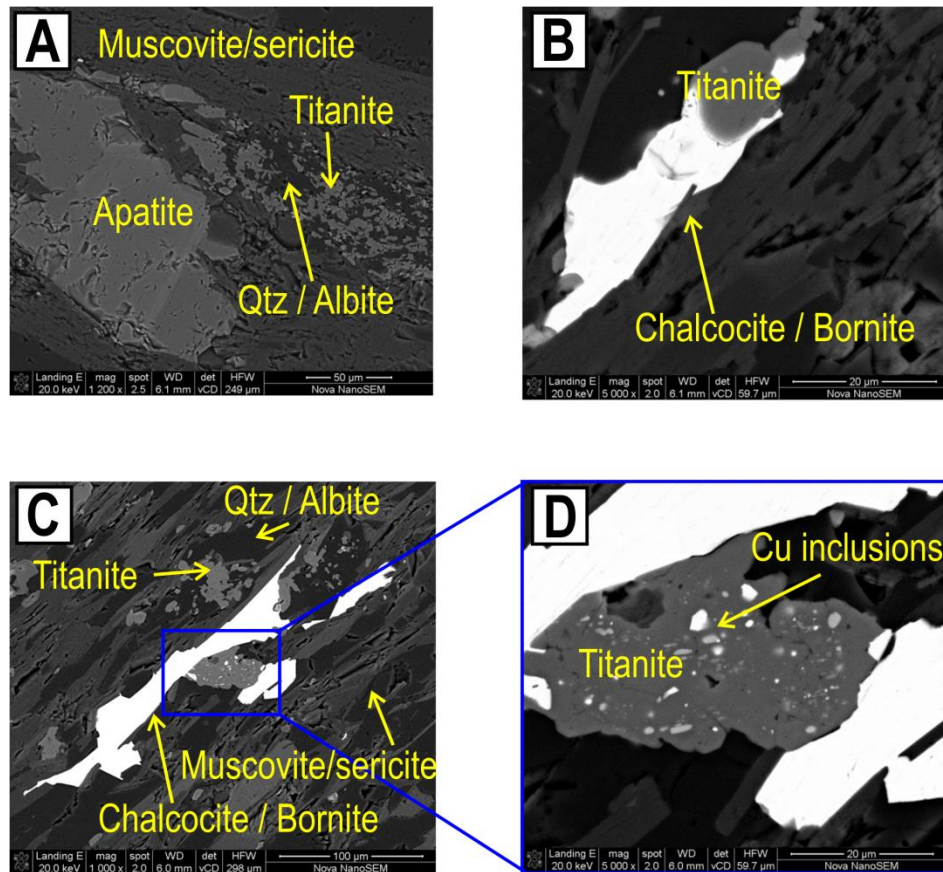 A
Muscovite/sericite
Titanite
Apatite
Qtz / Albite
Landing E mag spot WD det HFW 50 µm
20.0 keV 1 200 x 2.5 6.1 mm vCD 249 µm Nova NanoSEM
B
Titanite
Chalcocite / Bornite
Landing E mag spot WD det HFW 20 µm
20.0 keV 5 000 x 2.0 6.1 mm vCD 59.7 µm Nova NanoSEM
C
Qtz / Albite
Titanite
Muscovite/sericite
Chalcocite / Bornite
Landing E mag spot WD det HFW 100 µm
20.0 keV 1 000 x 2.0 6.0 mm vCD 298 µm Nova NanoSEM
D
Cu inclusions
Titanite
Landing E mag spot WD det HFW 20 µm
20.0 keV 5 000 x 2.0 6.0 mm vCD 59.7 µm Nova NanoSEM